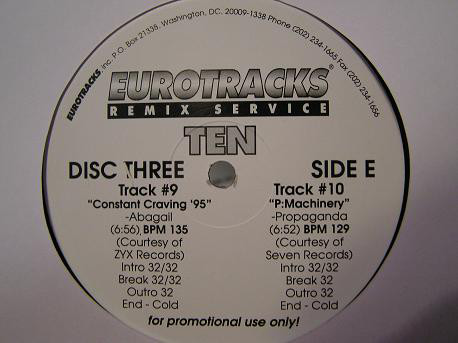 EUROTRACKS, Inc. P.O. Box 21338, Washington, DC. 20009-1338 Phone (202) 234-1665 Fax (202) 234-1656
EUROTRACKS®
REMIX SERVICE
TEN
DISC THREE SIDE E
Track #9 Track #10
"Constant Craving '95" "P:Machinery"
-Abagail -Propaganda
(6:56) BPM 135 (6:52) BPM 129
(Courtesy of (Courtesy of
ZYX Records) Seven Records)
Intro 32/32 Intro 32/32
Break 32/32 Break 32
Outro 32 Outro 32
End - Cold End - Cold
for promotional use only!